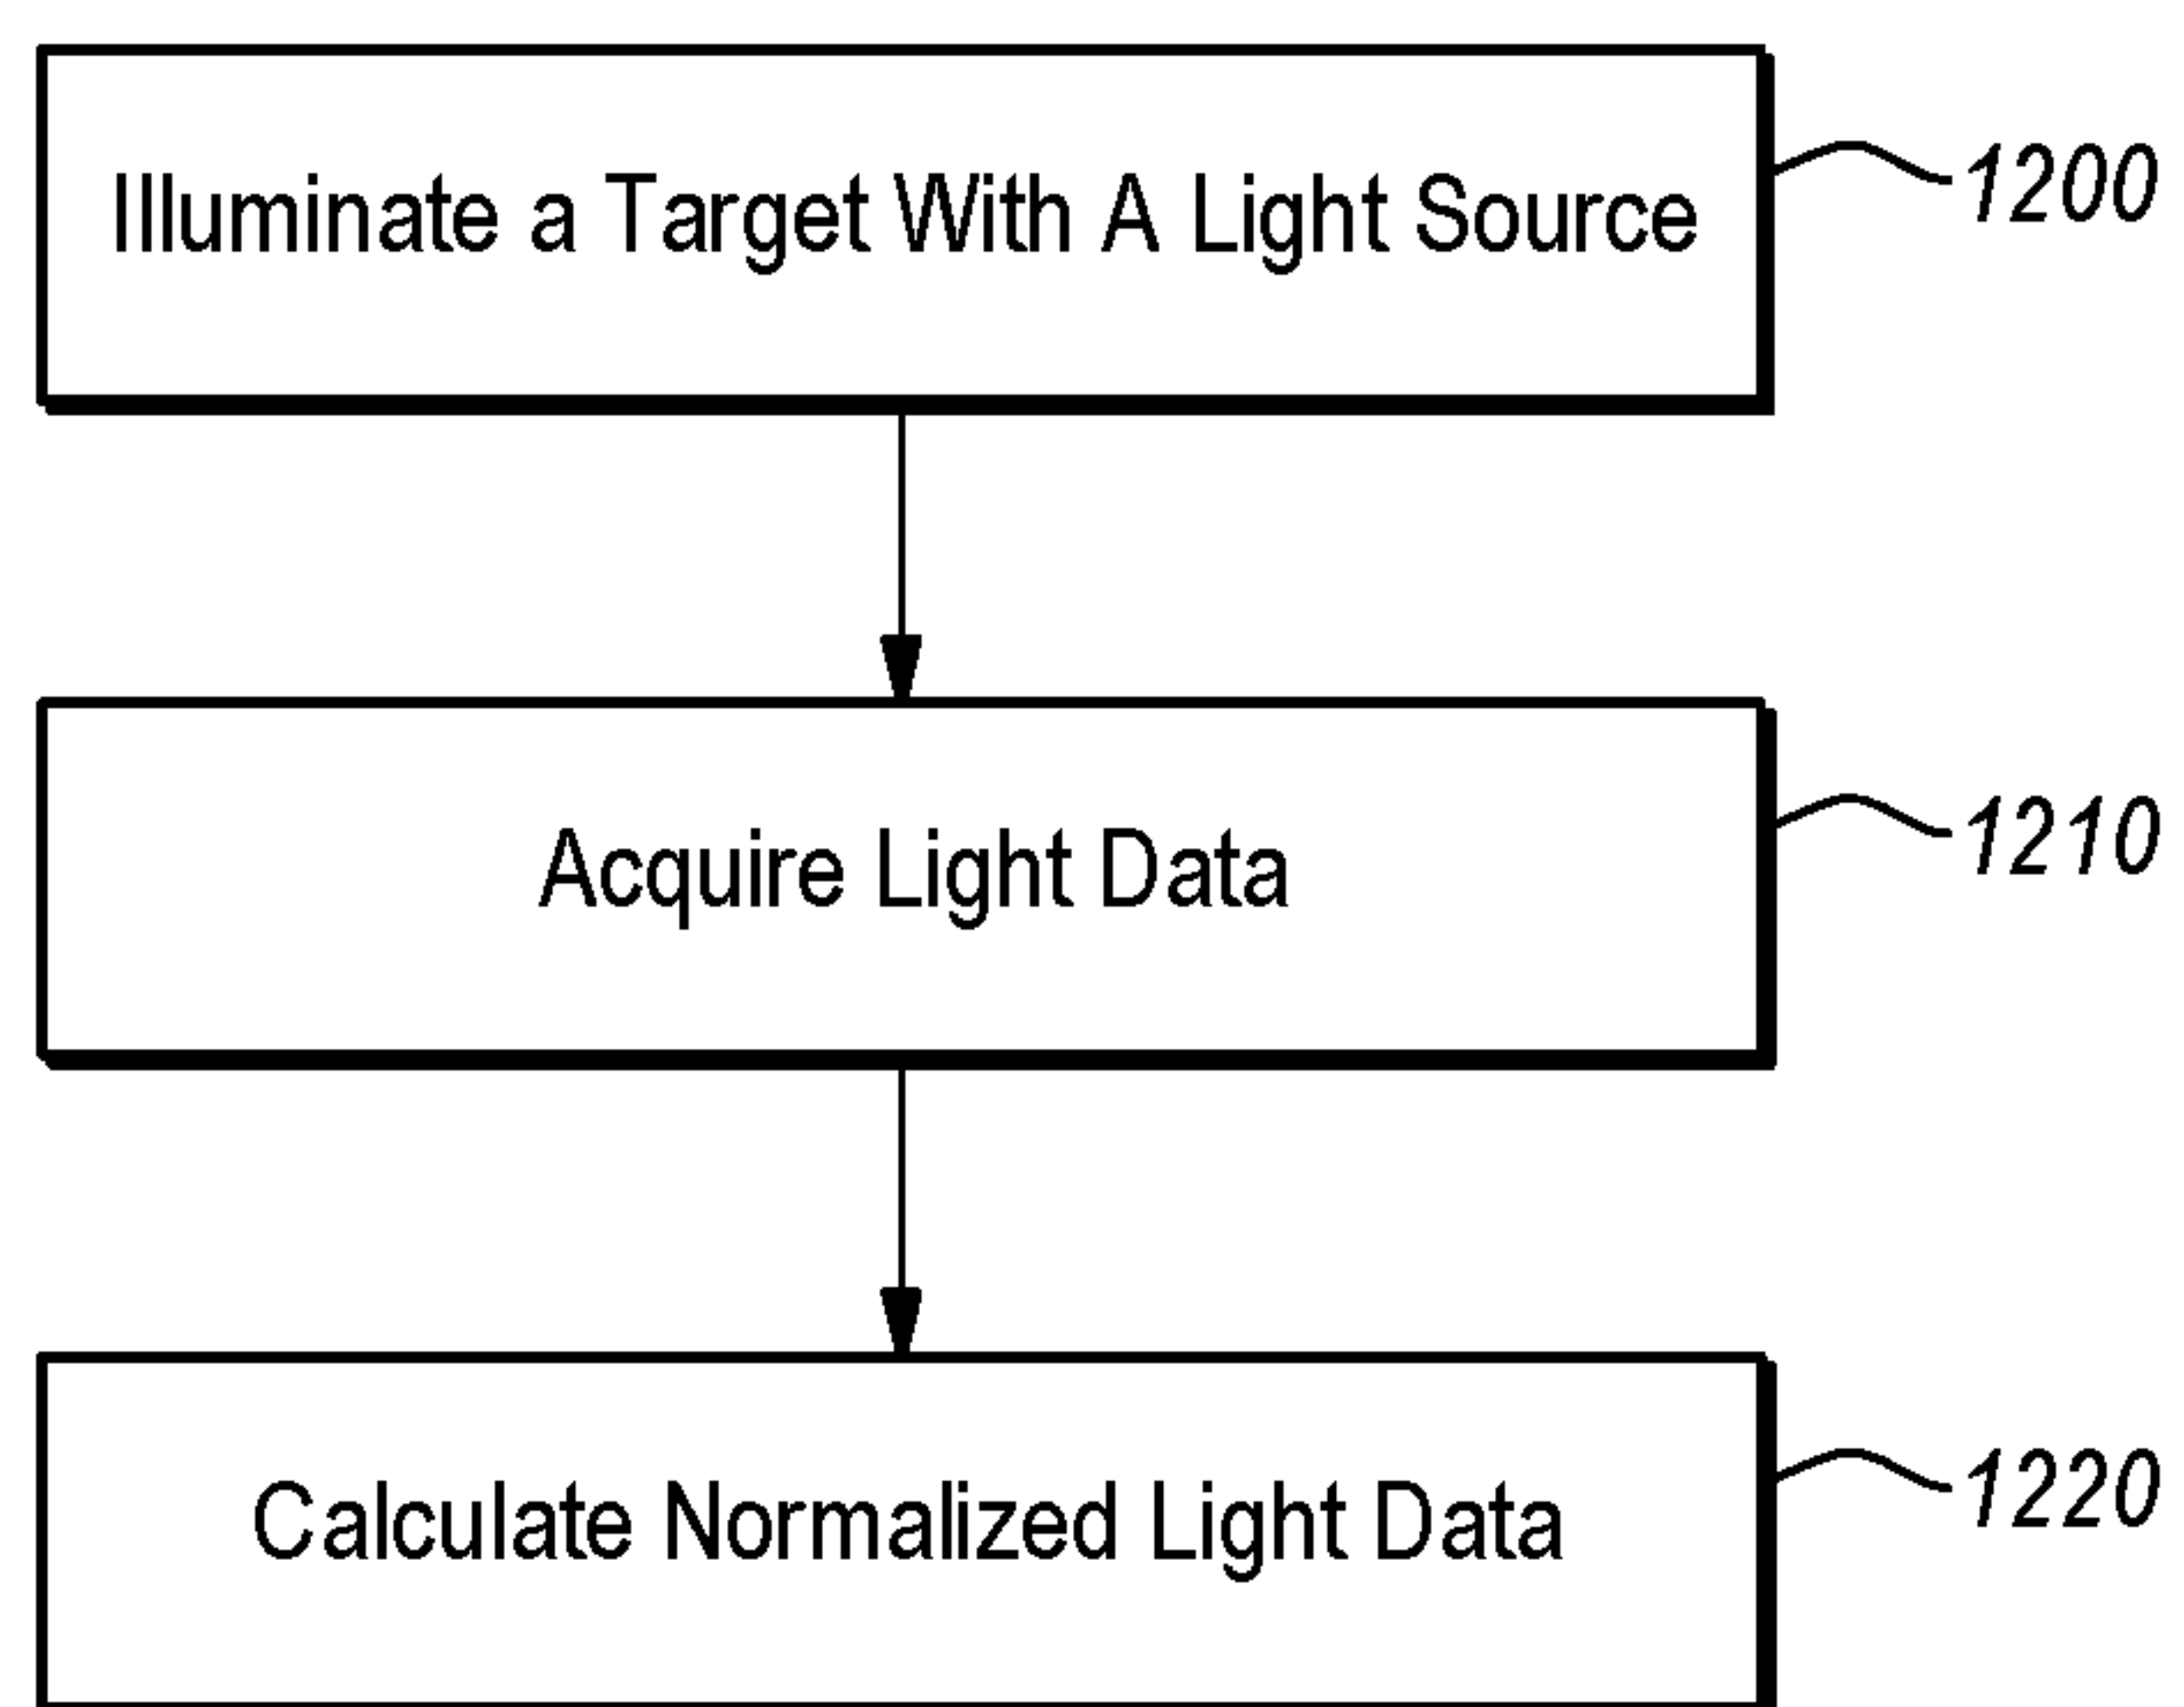 Illuminate a Target With A Light Source
1200
Acquire Light Data
1210
Calculate Normalized Light Data
1220